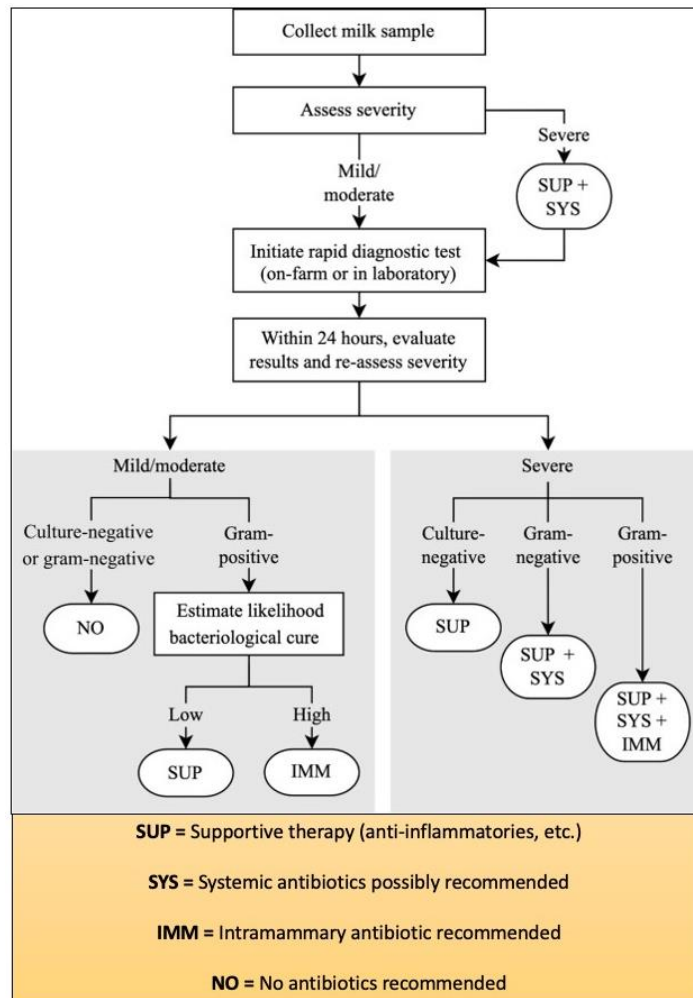 Collect milk sample
Assess severity
Severe
Mild/
moderate
SUP +
SYS
Initiate rapid diagnostic test
(on-farm or in laboratory)
Within 24 hours, evaluate
results and re-assess severity
Mild/moderate
Culture-negative
or gram-negative
Gram-
positive
NO
Estimate likelihood
bacteriological cure
Low
High
SUP
IMM
Severe
Culture-
negative
Gram-
negative
Gram-
positive
SUP
SUP +
SYS
SUP +
SYS +
IMM
SUP = Supportive therapy (anti-inflammatories, etc.)
SYS = Systemic antibiotics possibly recommended
IMM = Intramammary antibiotic recommended
NO = No antibiotics recommended